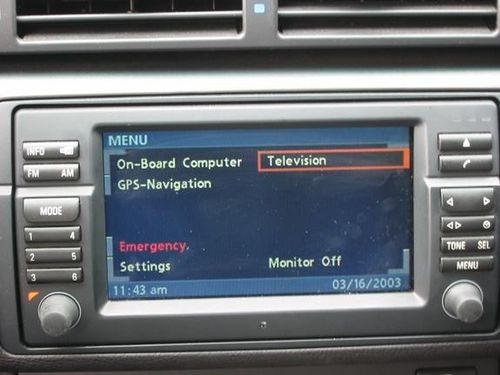 MENU
On-Board Computer Television
GPS-Navigation
Emergency
Settings Monitor Off
11:43 am 03/16/2003
INFO
FM AM
MODE
1 4
2 5
3 6
TONE SEL
MENU